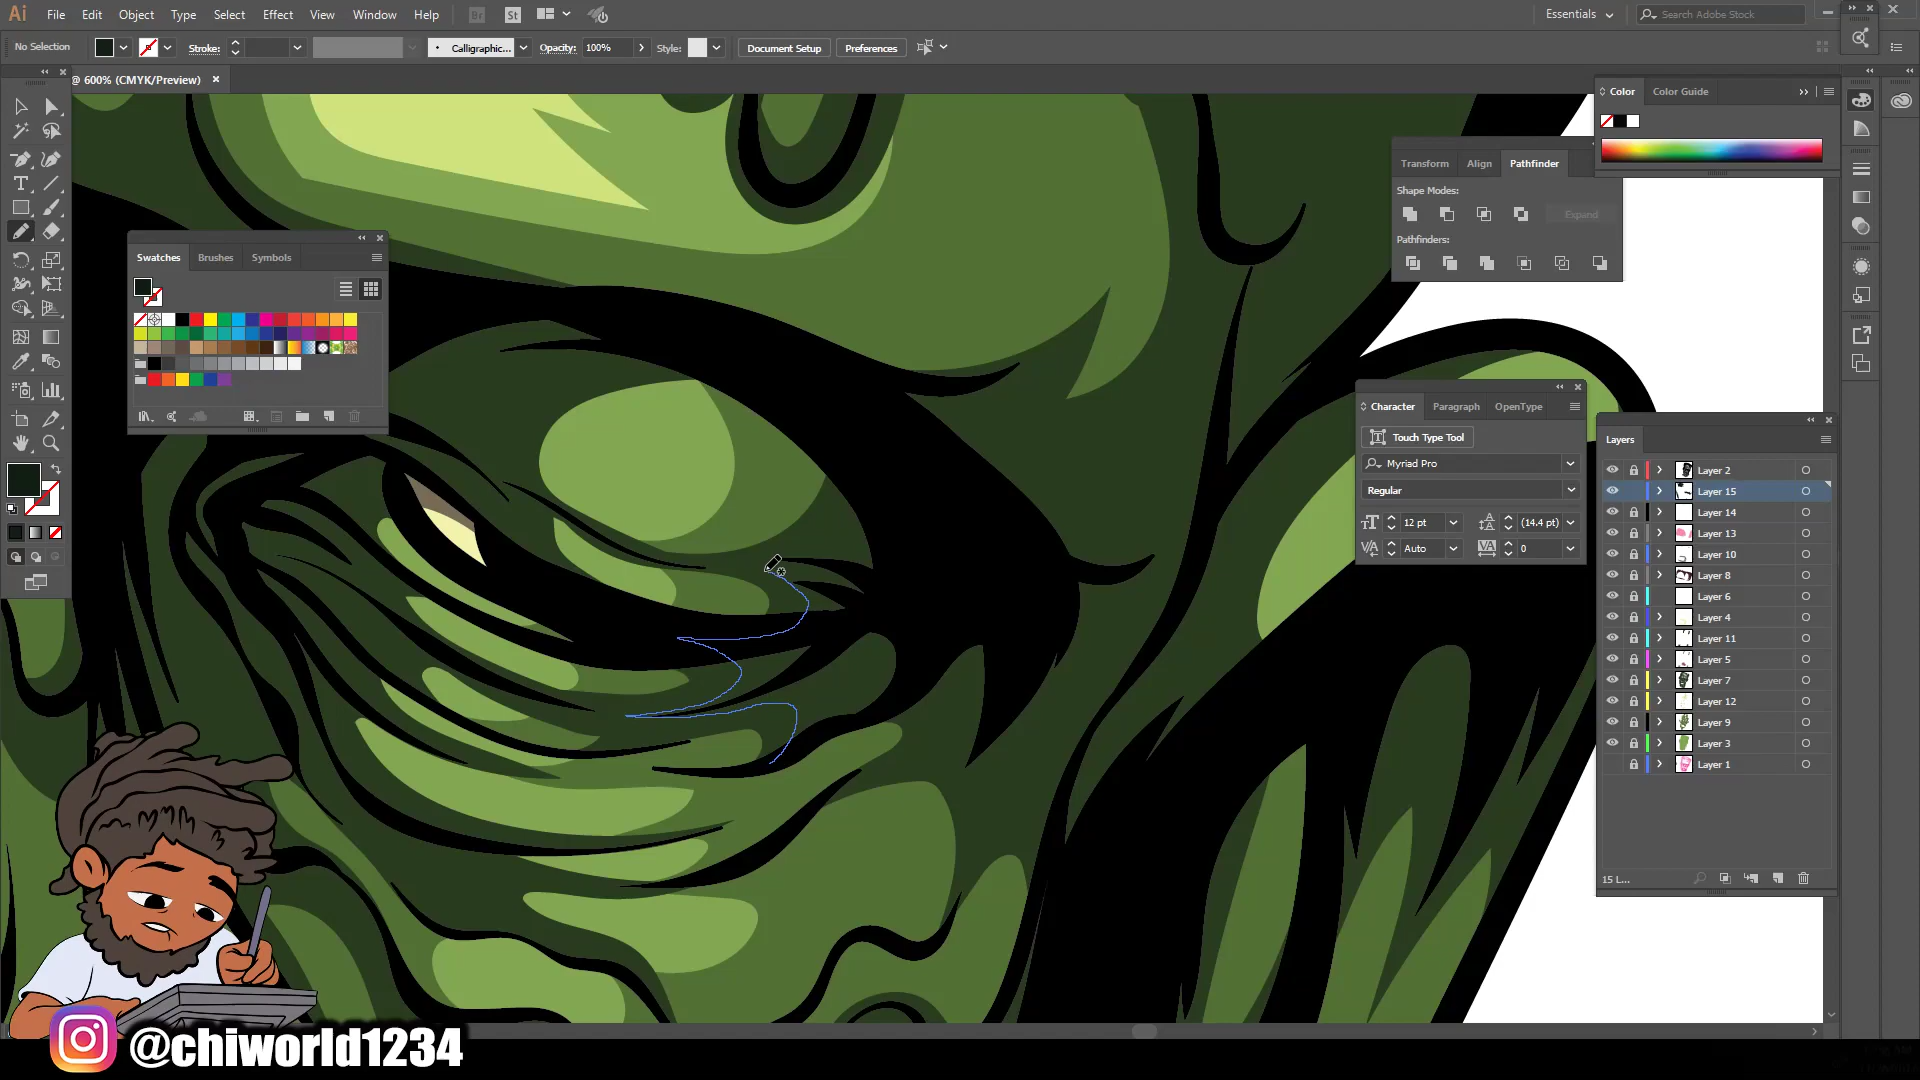 Ai File Edit Object Type Select Effect View Window Help Br St Essentials Search Adobe Stock
No Selection Stroke: Calligraphic... Opacity: 100% Style: Document Setup Preferences
@ 600% (CMYK/Preview) ×
Color Color Guide
Transform Align Pathfinder
Shape Modes:
Expand
Pathfinders:
Swatches Brushes Symbols
Character Paragraph OpenType
Touch Type Tool
Myriad Pro
Regular
12 pt (14.4 pt)
Auto 0
Layers
Layer 2
Layer 15
Layer 14
Layer 13
Layer 10
Layer 8
Layer 6
Layer 4
Layer 11
Layer 5
Layer 7
Layer 12
Layer 9
Layer 3
Layer 1
15 L...
@chiworld1234